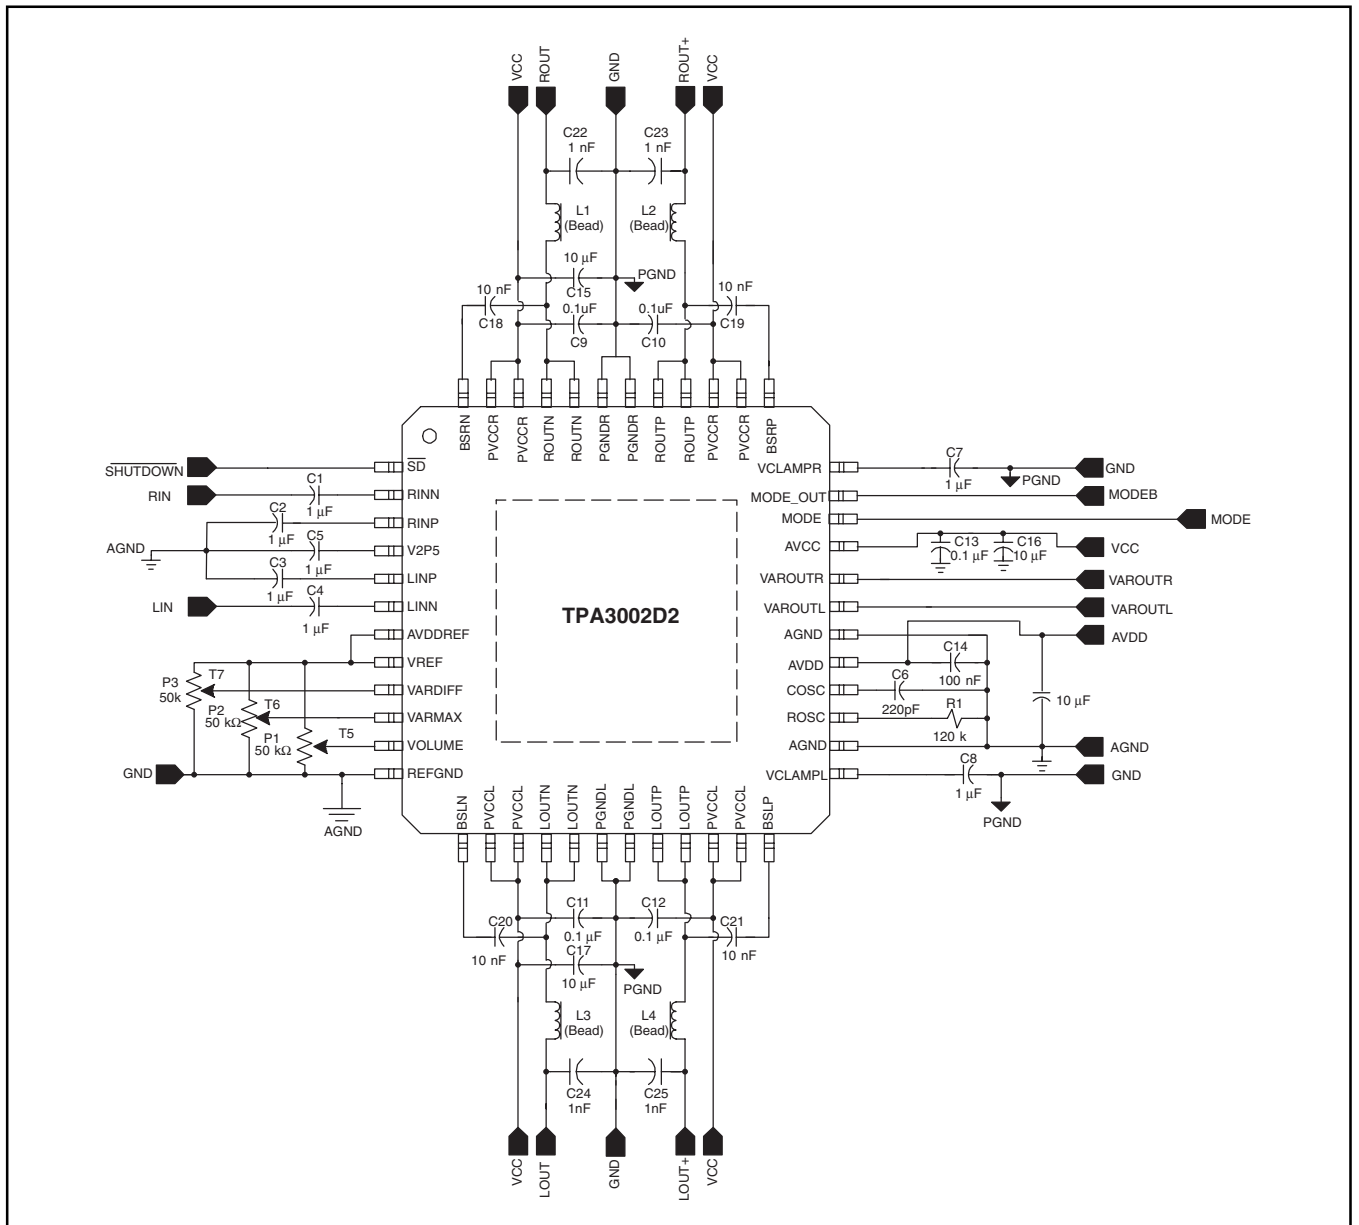 VCC
ROUT
GND
ROUT+
VCC
C22
1 nF
C23
1 nF
L1
(Bead)
L2
(Bead)
10 μF
C15
PGND
10 nF
C18
0.1uF
C9
0.1uF
C10
10 nF
C19
BSRN
PVCCR
PVCCR
ROUTN
ROUTN
PGNDR
PGNDR
ROUTP
ROUTP
PVCCR
PVCCR
BSRP
SHUTDOWN
SD
RIN
C1
1 μF
RINN
C2
1 μF
RINP
AGND
C5
1 μF
V2P5
C3
1 μF
LINP
LIN
C4
1 μF
LINN
AVDDREF
VREF
P3
50k
T7
VARDIFF
P2
50 kΩ
T6
VARMAX
P1
50 kΩ
T5
VOLUME
GND
REFGND
AGND
TPA3002D2
VCLAMPR
C7
1 μF
PGND
GND
MODE_OUT
MODEB
MODE
MODE
AVCC
C13
0.1 μF
C16
10 μF
VCC
VAROUTR
VAROUTR
VAROUTL
VAROUTL
AGND
AVDD
AVDD
C14
100 nF
COSC
C6
220pF
10 μF
ROSC
R1
120 k
AGND
AGND
VCLAMPL
C8
1 μF
GND
PGND
BSLN
PVCCL
PVCCL
LOUTN
LOUTN
PGNDL
PGNDL
LOUTP
LOUTP
PVCCL
PVCCL
BSLP
C20
10 nF
C11
0.1 μF
C12
0.1 μF
C21
10 nF
C17
10 μF
PGND
L3
(Bead)
L4
(Bead)
C24
1nF
C25
1nF
VCC
LOUT
GND
LOUT+
VCC